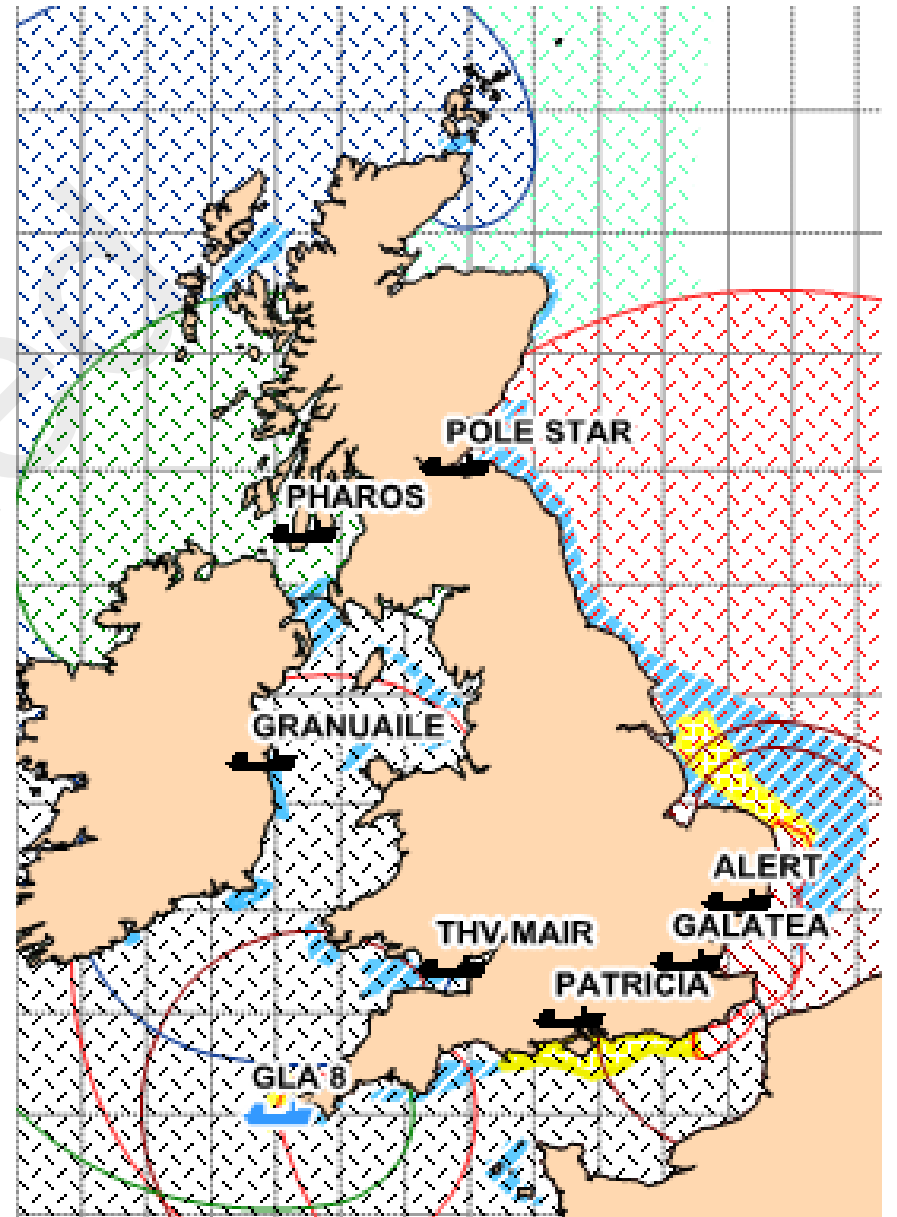 POLE STAR
PHAROS
GRANUAILE
ALERT
GALATEA
THV MAIR
PATRICIA
GLA 8